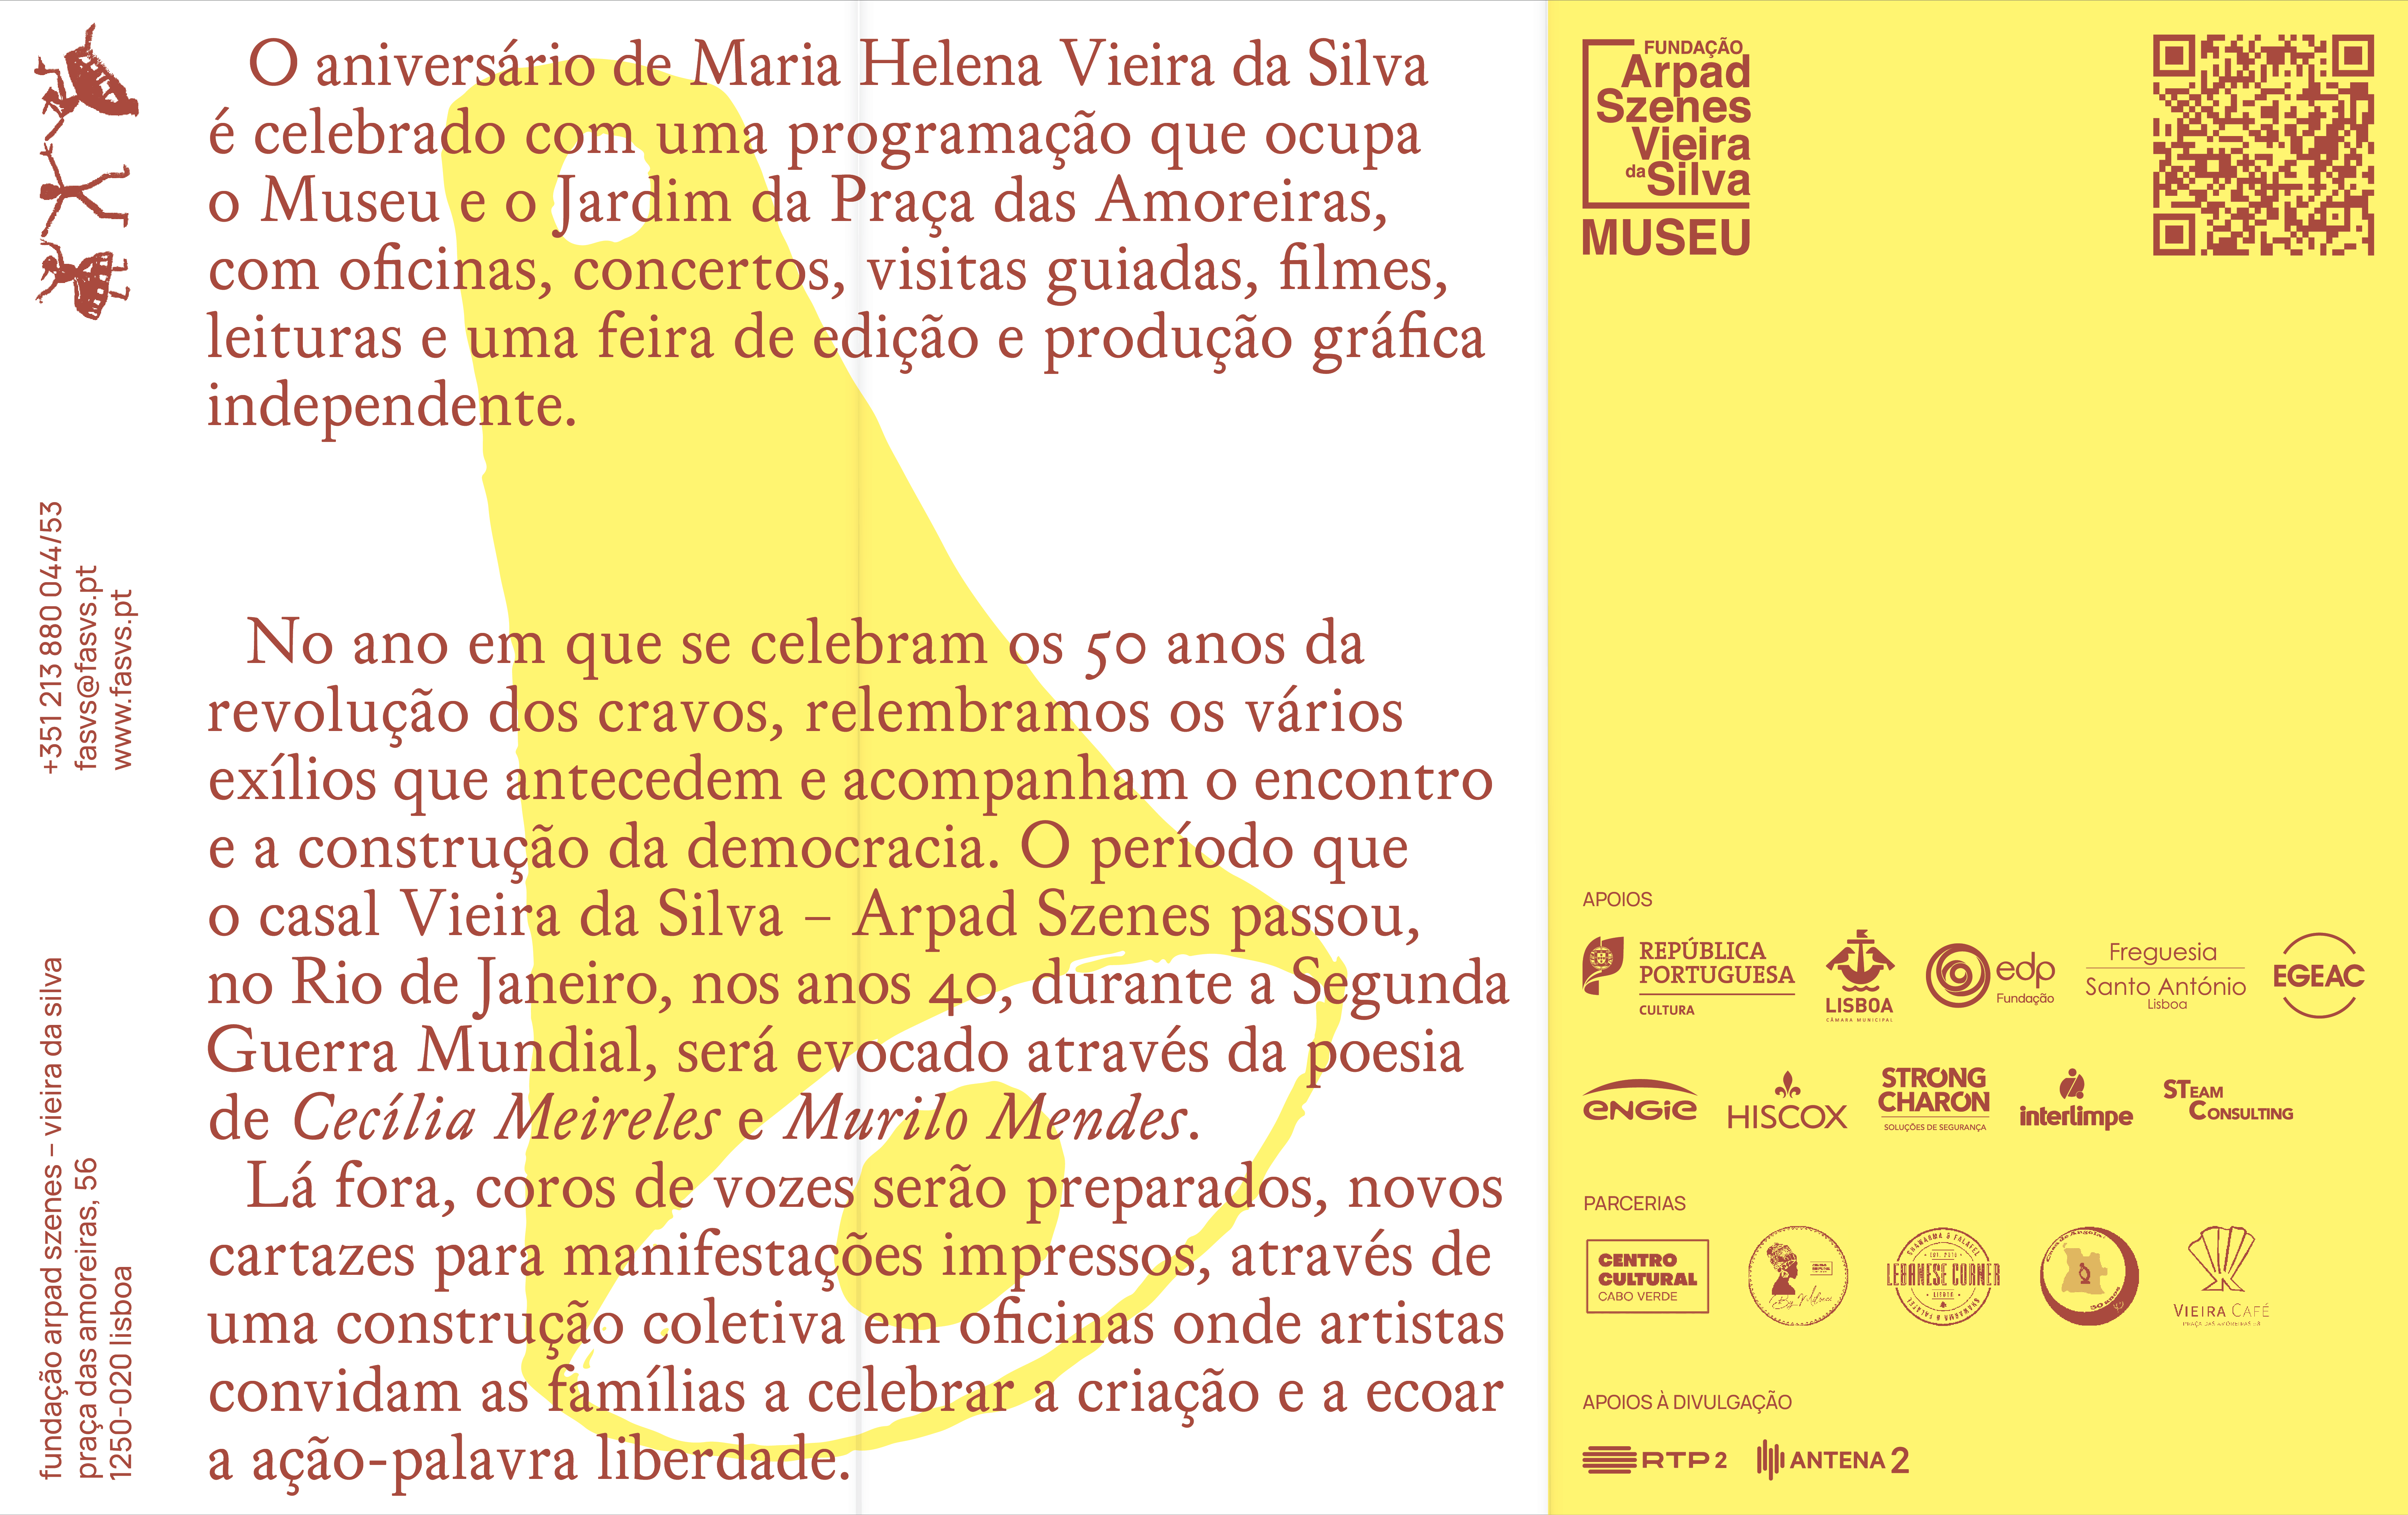 O aniversário de Maria Helena Vieira da Silva
é celebrado com uma programação que ocupa
o Museu e o Jardim da Praça das Amoreiras,
com oficinas, concertos, visitas guiadas, filmes,
leituras e uma feira de edição e produção gráfica
independente.
No ano em que se celebram os 50 anos da
revolução dos cravos, relembramos os vários
exílios que antecedem e acompanham o encontro
e a construção da democracia. O período que
o casal Vieira da Silva – Arpad Szenes passou,
no Rio de Janeiro, nos anos 40, durante a Segunda
Guerra Mundial, será evocado através da poesia
de Cecília Meireles e Murilo Mendes.
Lá fora, coros de vozes serão preparados, novos
cartazes para manifestações impressos, através de
uma construção coletiva em oficinas onde artistas
convidam as famílias a celebrar a criação e a ecoar
a ação-palavra liberdade.
+351 213 880 044/53
fasvs@fasvs.pt
www.fasvs.pt
fundação arpad szenes – vieira da silva
praça das amoreiras, 56
1250-020 lisboa
FUNDAÇÃO
Arpad
Szenes
Vieira
da Silva
MUSEU
APOIOS
REPÚBLICA
PORTUGUESA
CULTURA
LISBOA
CÂMARA MUNICIPAL
edp
Fundação
Freguesia
Santo António
Lisboa
EGEAC
ENGIE
HISCOX
STRONG
CHARON
SOLUÇÕES DE SEGURANÇA
interlimpe
STEAM
CONSULTING
PARCERIAS
CENTRO
CULTURAL
CABO VERDE
SHAWARMA & FALAFEL
LEBANESE CORNER
LISBOA
50 anos
VIEIRA CAFÉ
APOIOS À DIVULGAÇÃO
RTP 2
ANTENA 2